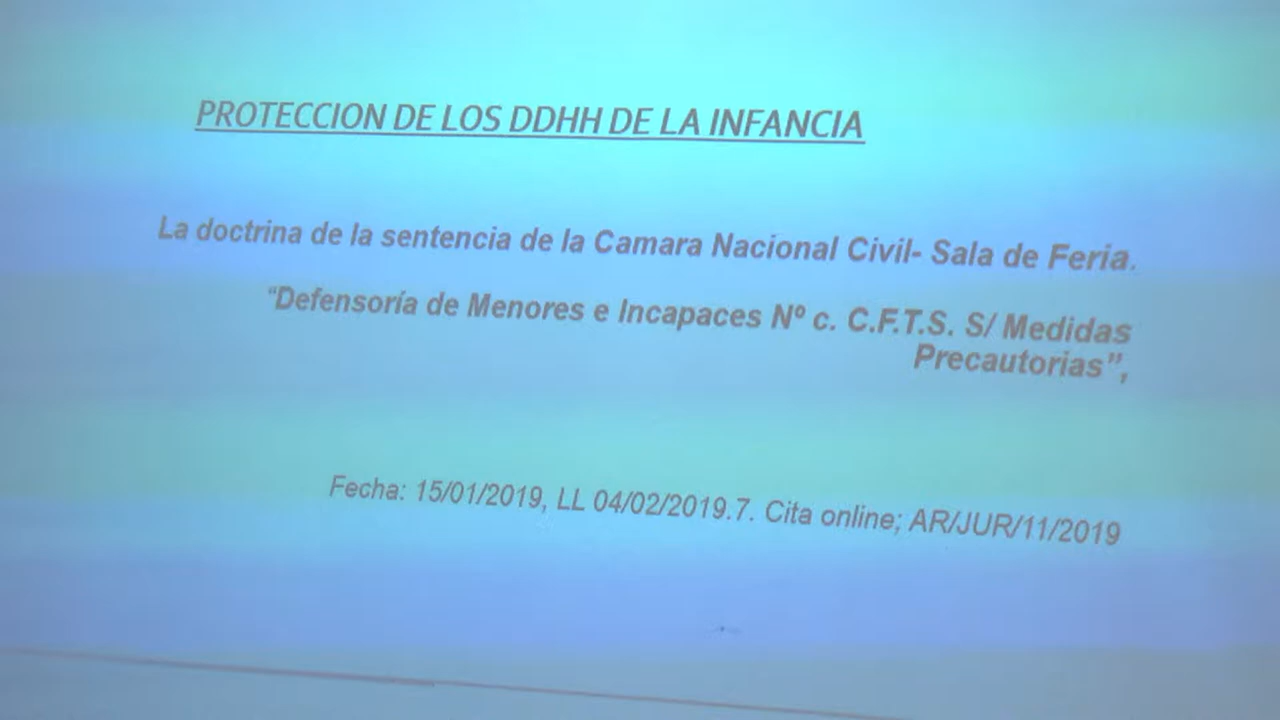 PROTECCION DE LOS DDHH DE LA INFANCIA
La doctrina de la sentencia de la Camara Nacional Civil- Sala de Feria.
“Defensoría de Menores e Incapaces Nº c. C.F.T.S. S/ Medidas
Precautorias”,
Fecha: 15/01/2019, LL 04/02/2019.7. Cita online; AR/JUR/11/2019